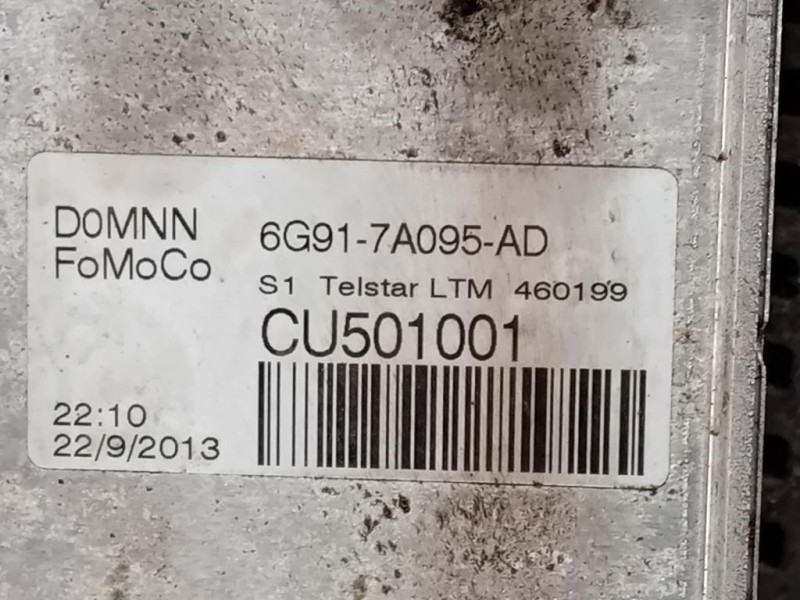 D0MNN
FoMoCo
6G91-7A095-AD
S1 Telstar LTM 460199
CU501001
22:10
22/9/2013